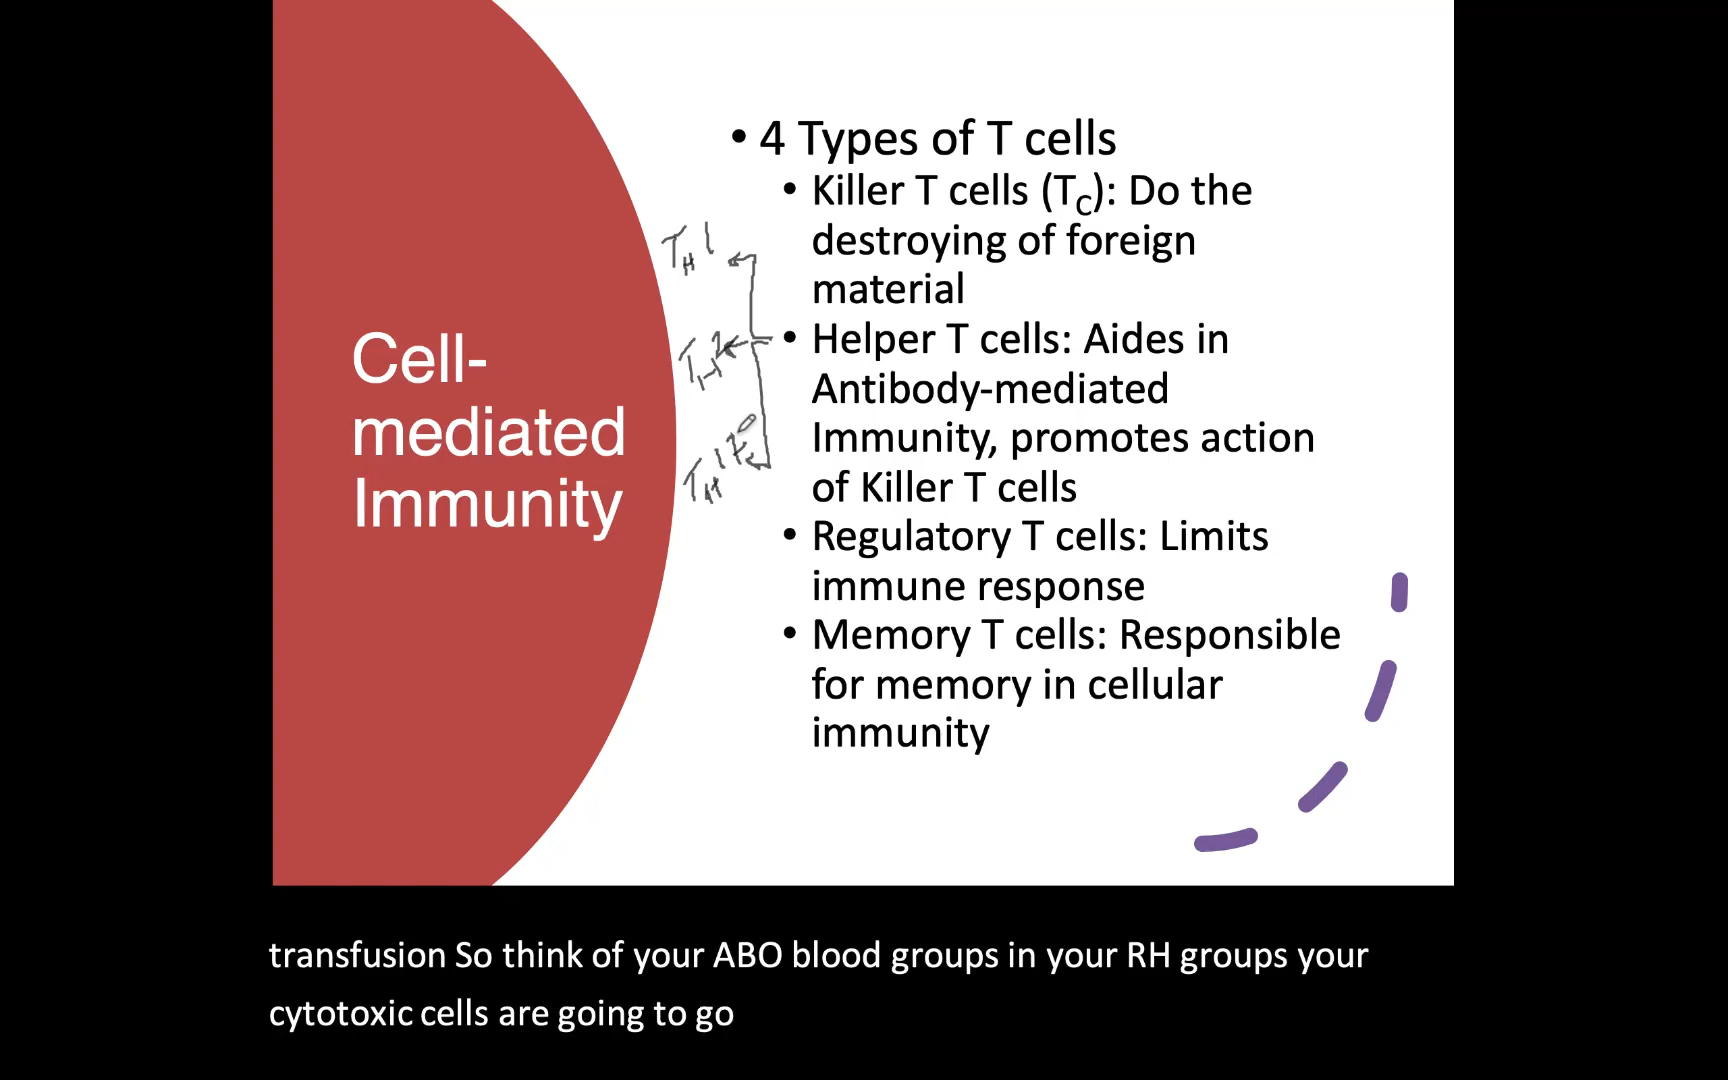 Cell-
mediated
Immunity
• 4 Types of T cells
• Killer T cells (TC): Do the
destroying of foreign
material
• Helper T cells: Aides in
Antibody-mediated
Immunity, promotes action
of Killer T cells
• Regulatory T cells: Limits
immune response
• Memory T cells: Responsible
for memory in cellular
immunity
TH1
TH2
TH17
transfusion So think of your ABO blood groups in your RH groups your
cytotoxic cells are going to go